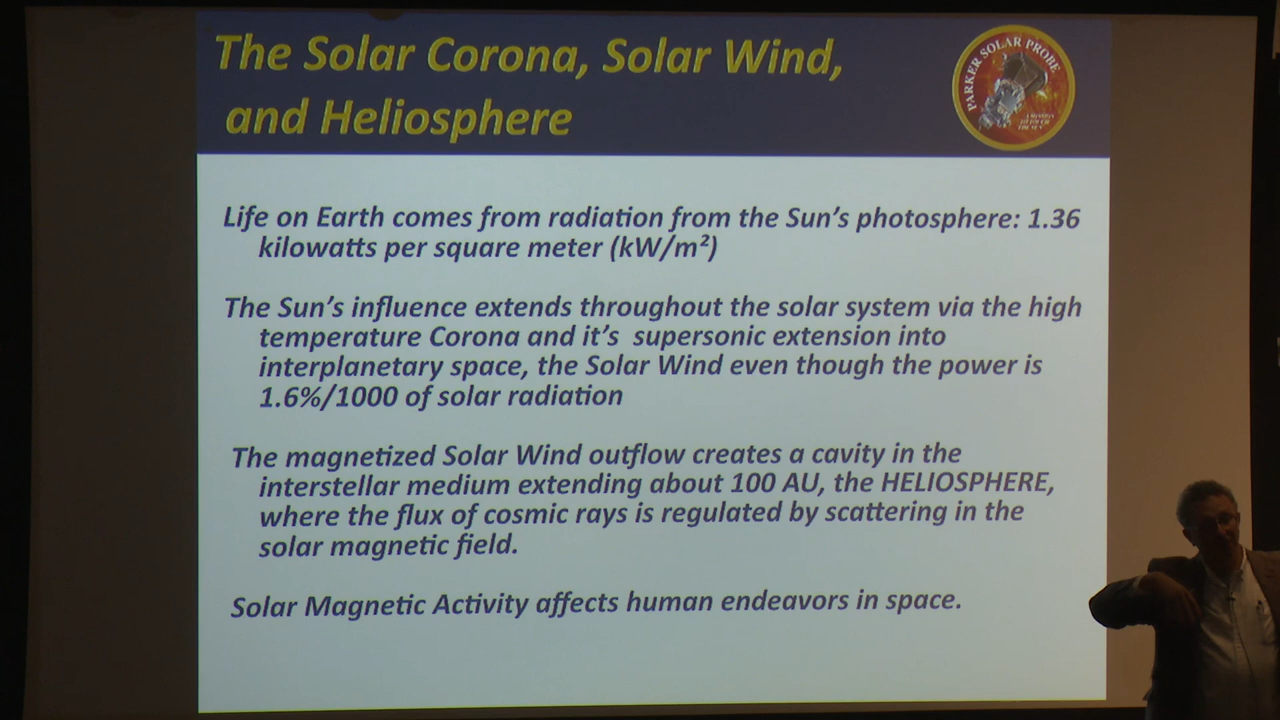 The Solar Corona, Solar Wind,
and Heliosphere
PARKER SOLAR PROBE
A MISSION
TO TOUCH
THE SUN
Life on Earth comes from radiation from the Sun’s photosphere: 1.36
kilowatts per square meter (kW/m²)
The Sun’s influence extends throughout the solar system via the high
temperature Corona and it’s supersonic extension into
interplanetary space, the Solar Wind even though the power is
1.6%/1000 of solar radiation
The magnetized Solar Wind outflow creates a cavity in the
interstellar medium extending about 100 AU, the HELIOSPHERE,
where the flux of cosmic rays is regulated by scattering in the
solar magnetic field.
Solar Magnetic Activity affects human endeavors in space.